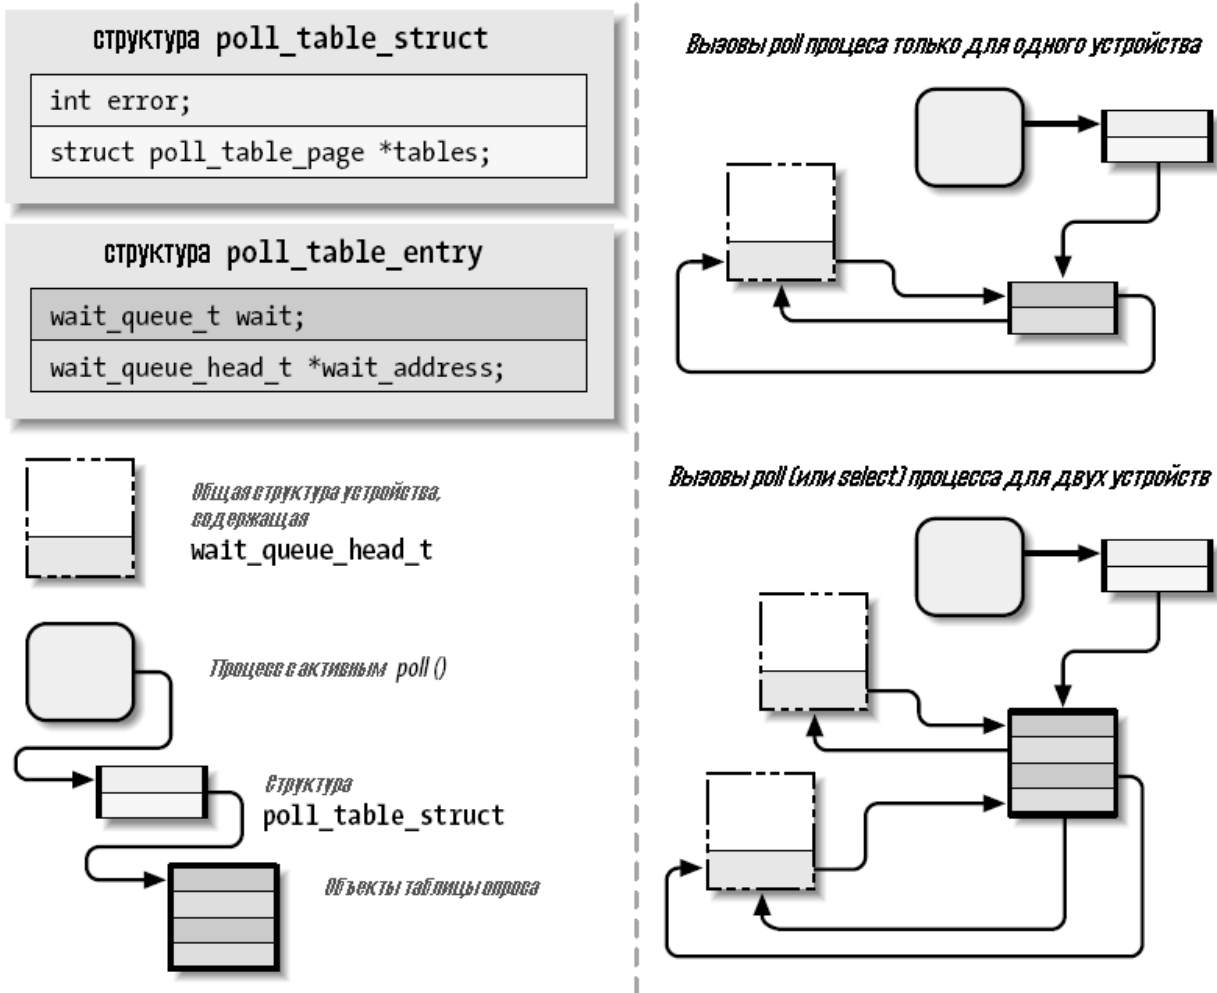 структура poll_table_struct
int error;
struct poll_table_page *tables;
структура poll_table_entry
wait_queue_t wait;
wait_queue_head_t *wait_address;
Общая структура устройства,
содержащая
wait_queue_head_t
Процесс с активным poll ()
Структура
poll_table_struct
Объекты таблицы опроса
Вызовы poll процеса только для одного устройства
Вызовы poll (или select) процесса для двух устройств